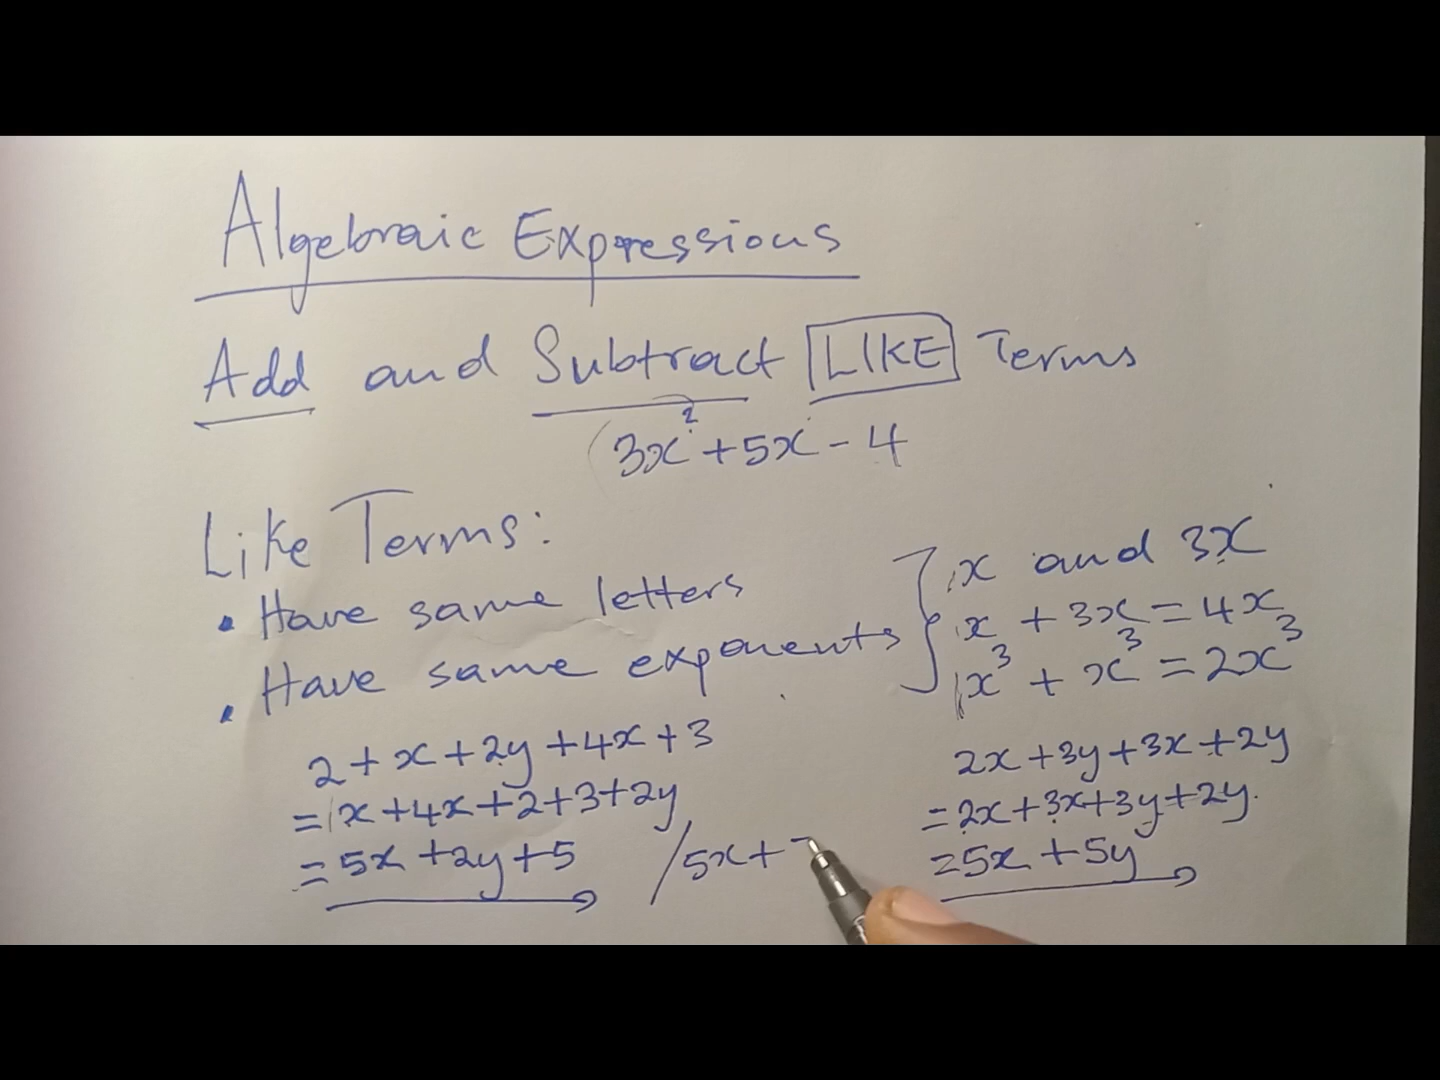 Algebraic Expressions
Add and Subtract LIKE Terms
3x² + 5x - 4
Like Terms:
• Have same letters
• Have same exponents
x and 3x
x + 3x = 4x
x³ + x³ = 2x³
2 + x + 2y + 4x + 3
= x + 4x + 2 + 3 + 2y
= 5x + 2y + 5
/ 5x +
2x + 3y + 3x + 2y
= 2x + 3x + 3y + 2y
= 5x + 5y